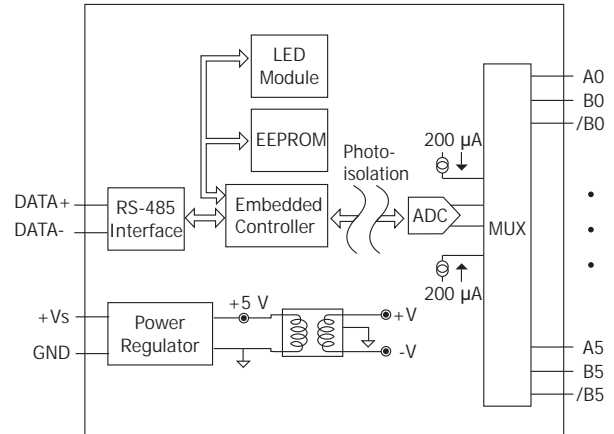 LED
Module
EEPROM
Photo-
isolation
200 µA
A0
B0
/B0
DATA+
DATA-
RS-485
Interface
Embedded
Controller
ADC
MUX
200 µA
+Vs
GND
Power
Regulator
+5 V
+V
-V
A5
B5
/B5